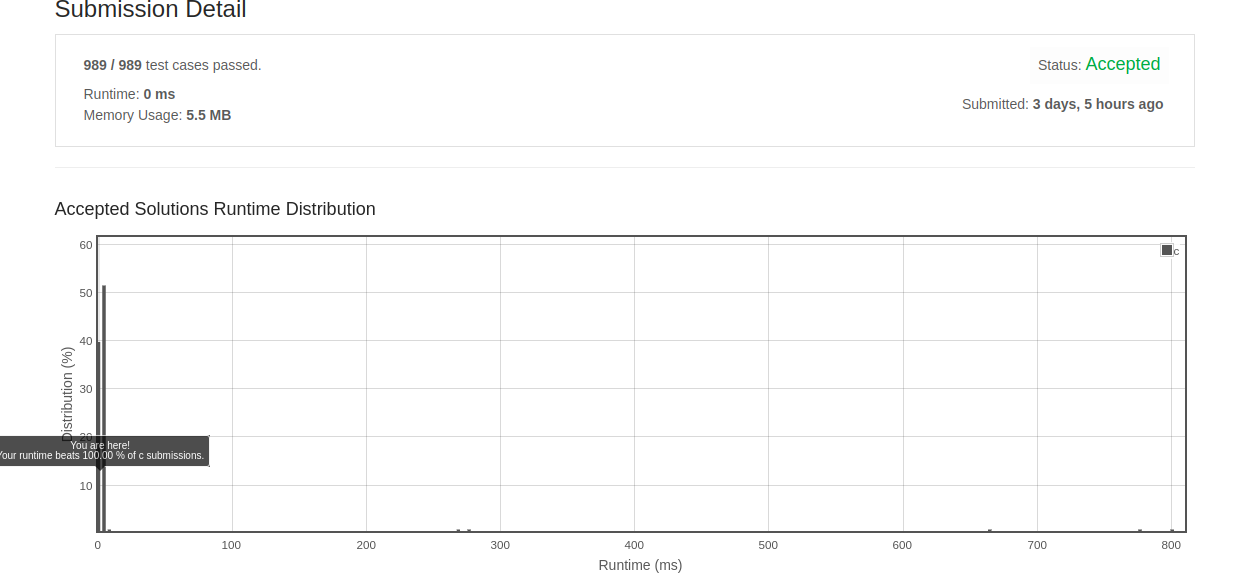 Submission Detail
989 / 989 test cases passed.
Status: Accepted
Runtime: 0 ms
Memory Usage: 5.5 MB
Submitted: 3 days, 5 hours ago
Accepted Solutions Runtime Distribution
c
60
50
40
30
20
10
Distribution (%)
You are here!
Your runtime beats 100.00 % of c submissions.
0 100 200 300 400 500 600 700 800
Runtime (ms)